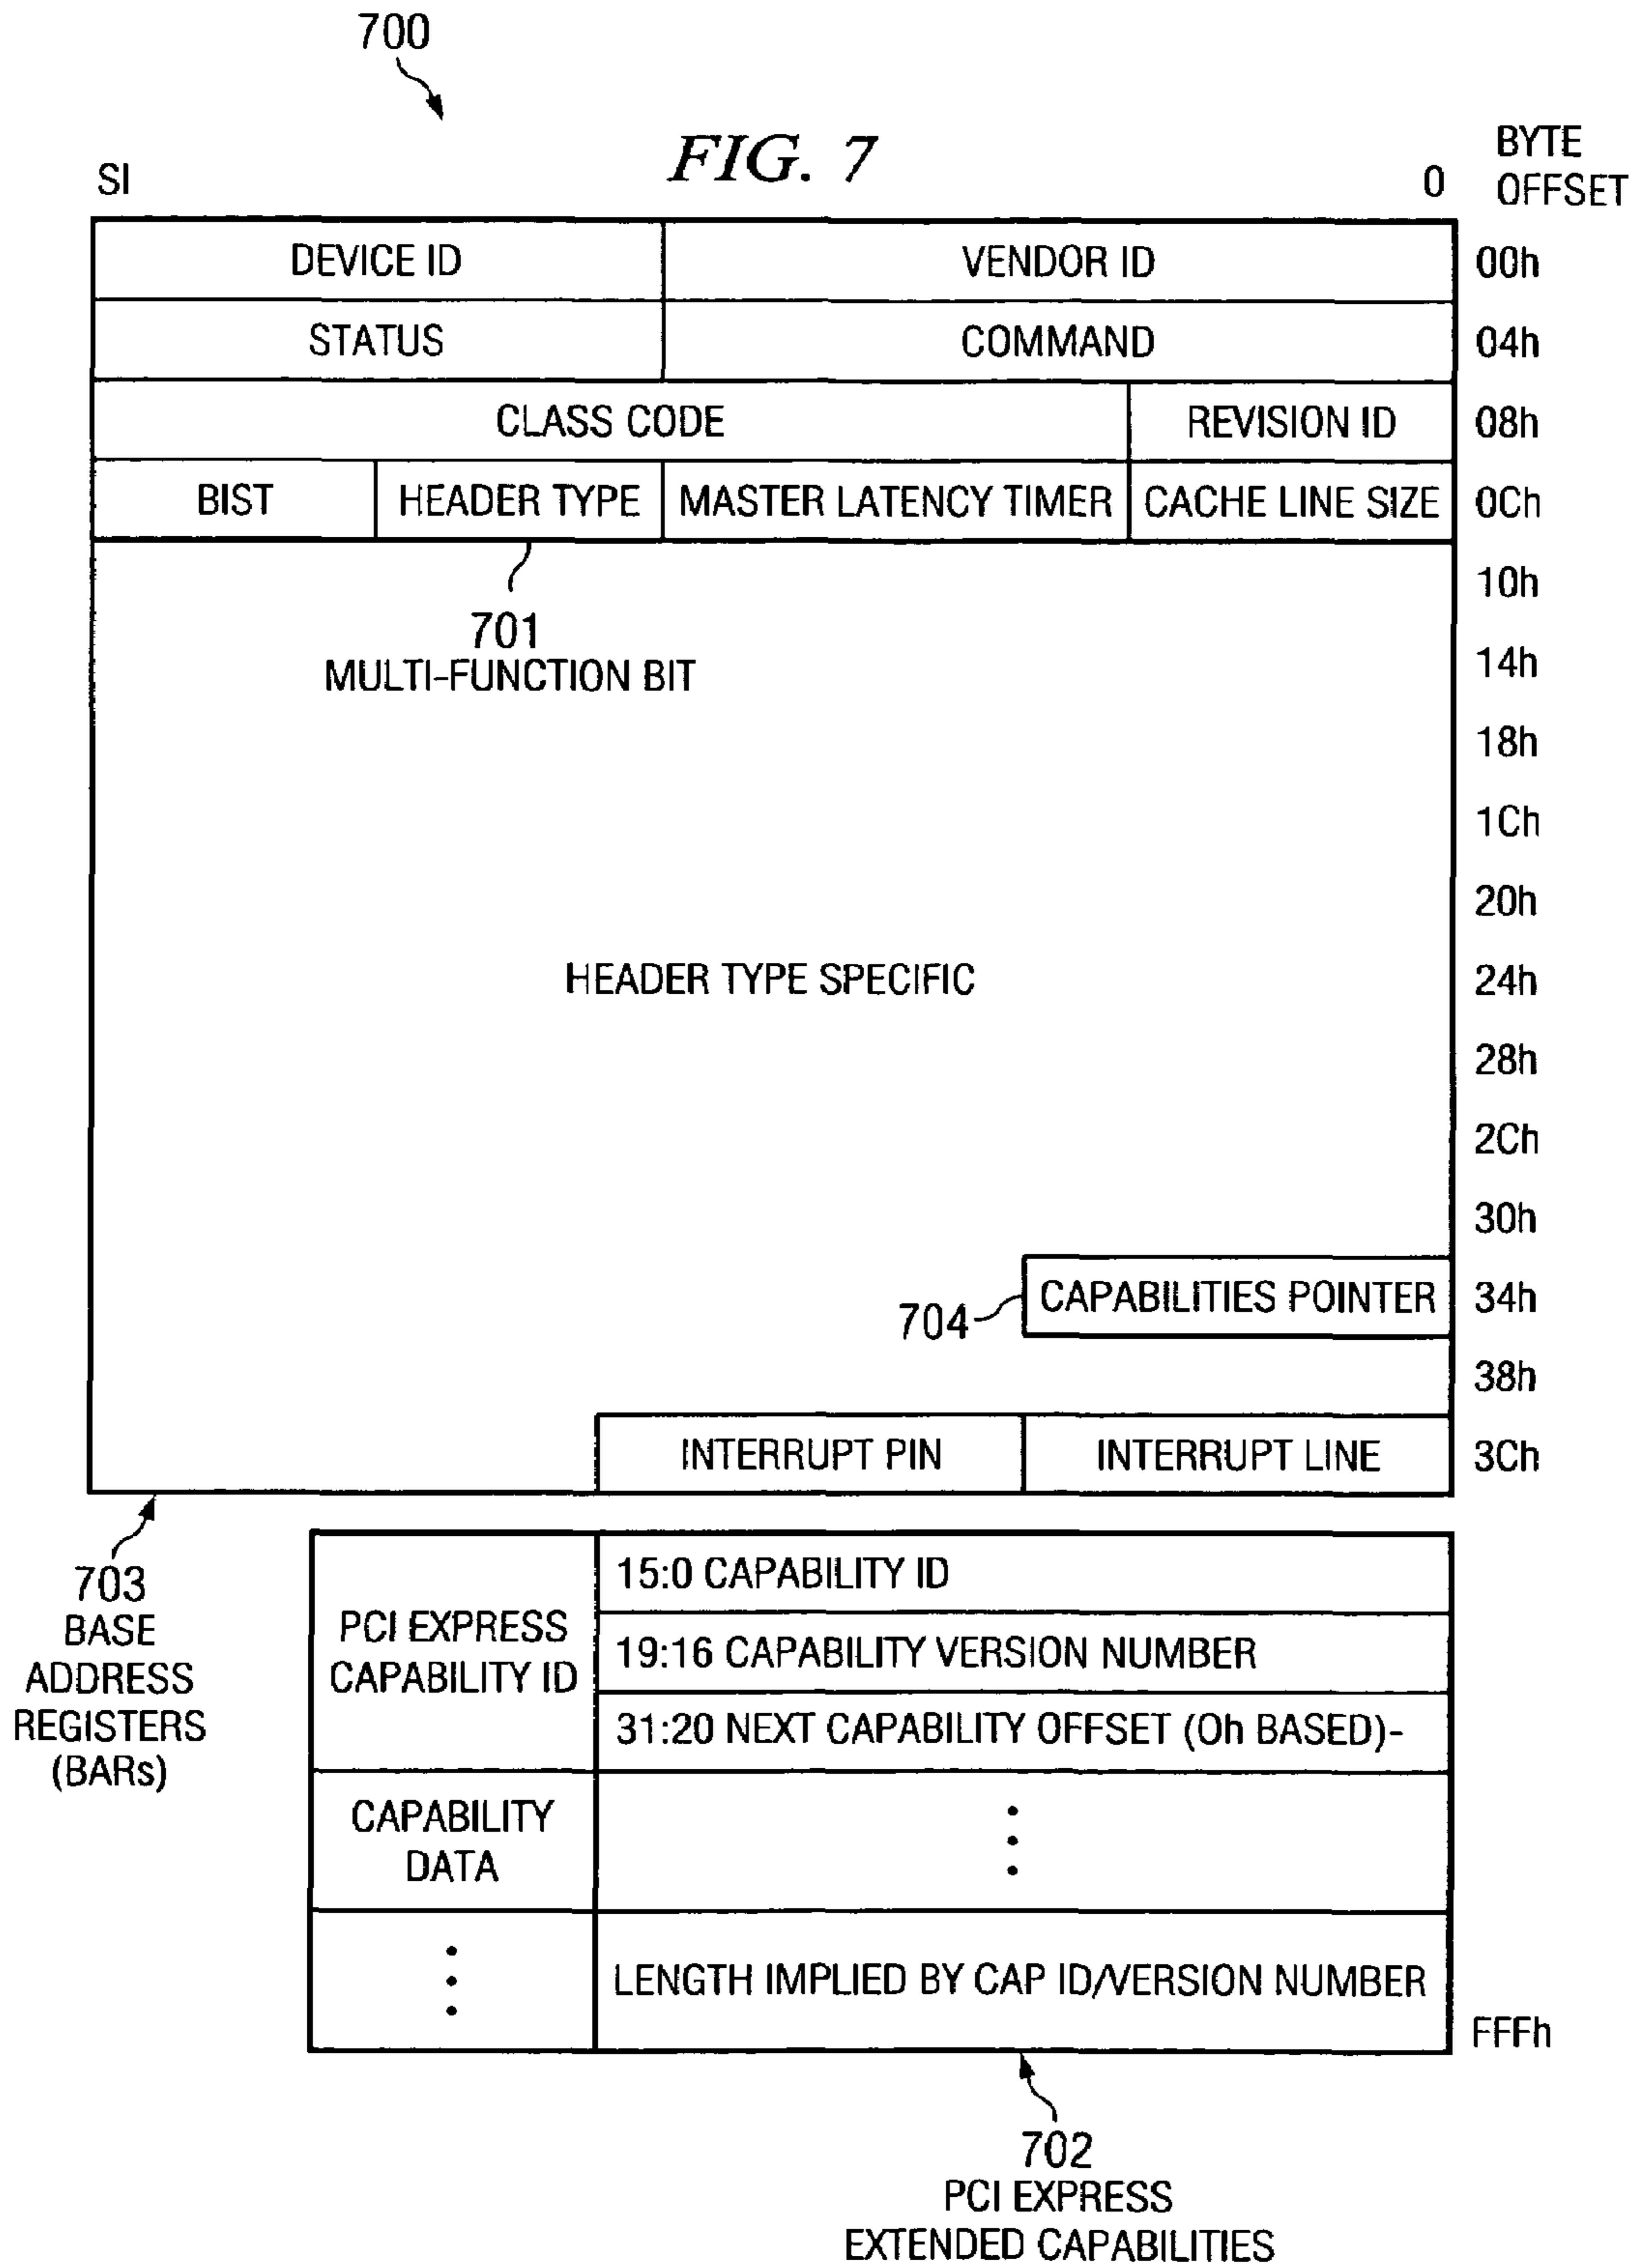 700
FIG. 7
BYTE
OFFSET
SI
0
DEVICE ID
VENDOR ID
00h
STATUS
COMMAND
04h
CLASS CODE
REVISION ID
08h
BIST
HEADER TYPE
MASTER LATENCY TIMER
CACHE LINE SIZE
0Ch
10h
701
MULTI-FUNCTION BIT
14h
18h
1Ch
20h
HEADER TYPE SPECIFIC
24h
28h
2Ch
30h
704
CAPABILITIES POINTER
34h
38h
INTERRUPT PIN
INTERRUPT LINE
3Ch
703
BASE
ADDRESS
REGISTERS
(BARs)
PCI EXPRESS
CAPABILITY ID
15:0 CAPABILITY ID
19:16 CAPABILITY VERSION NUMBER
31:20 NEXT CAPABILITY OFFSET (Oh BASED)-
CAPABILITY
DATA
LENGTH IMPLIED BY CAP ID/VERSION NUMBER
FFFh
702
PCI EXPRESS
EXTENDED CAPABILITIES